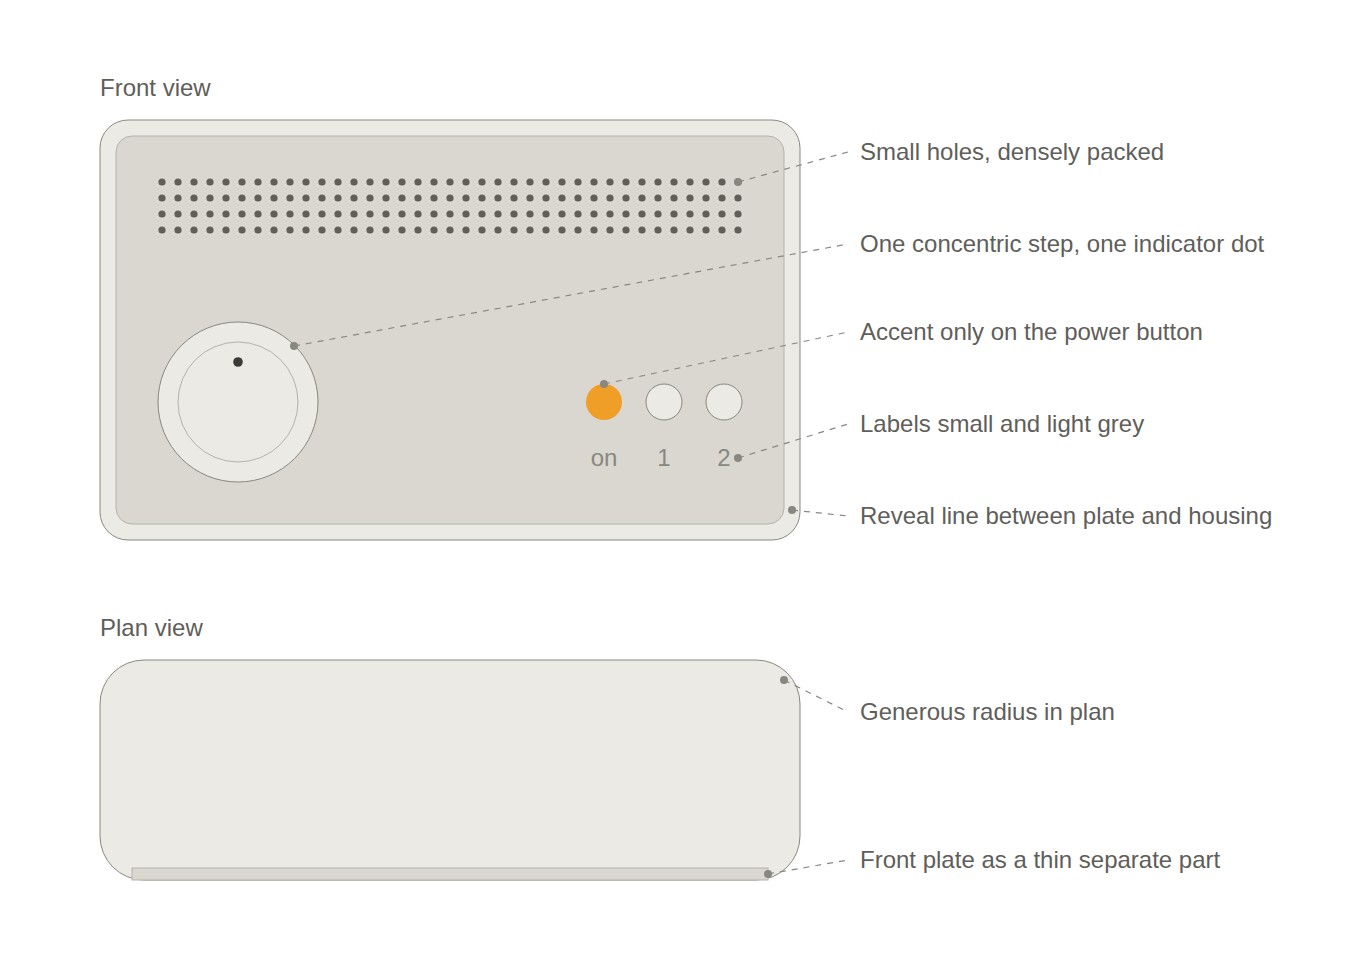 Front view
Small holes, densely packed
One concentric step, one indicator dot
Accent only on the power button
Labels small and light grey
on 1 2
Reveal line between plate and housing
Plan view
Generous radius in plan
Front plate as a thin separate part